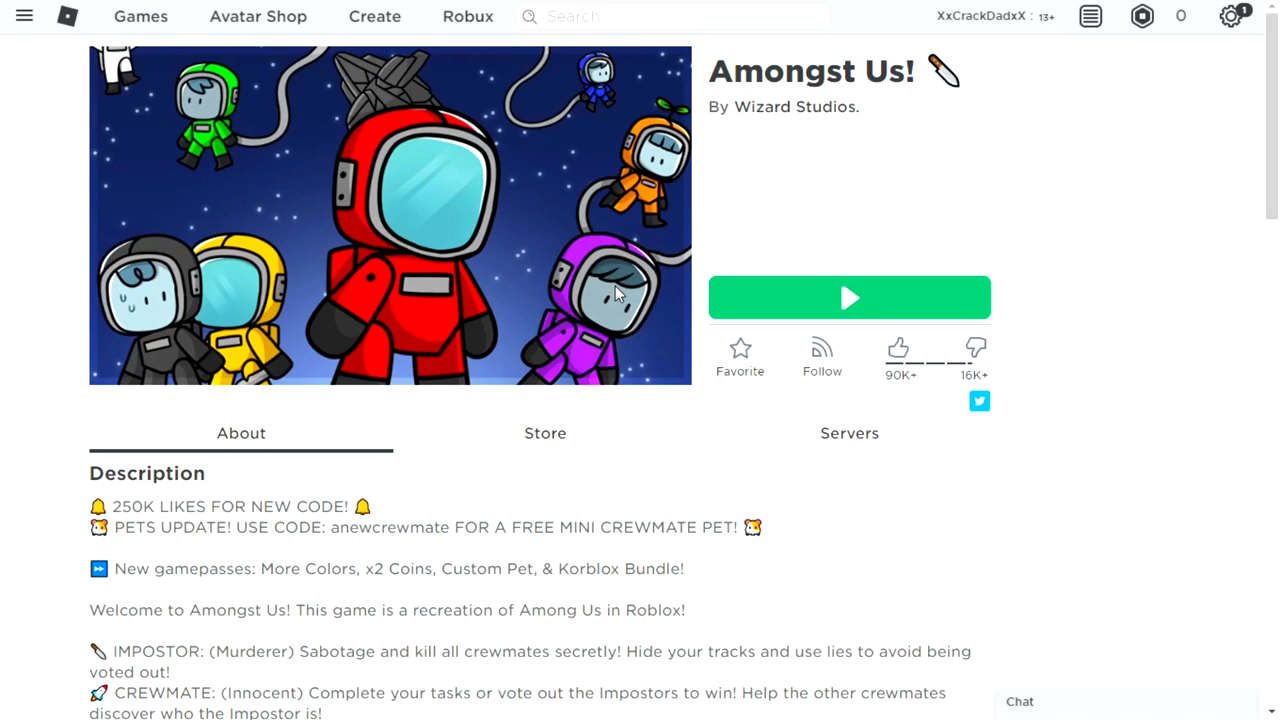 Games Avatar Shop Create Robux Search XxCrackDadxX : 13+ 0 1
Amongst Us! 🔪
By Wizard Studios.
Favorite Follow 90K+ 16K+
About Store Servers
Description
🔔 250K LIKES FOR NEW CODE! 🔔
🐹 PETS UPDATE! USE CODE: anewcrewmate FOR A FREE MINI CREWMATE PET! 🐹
⏩ New gamepasses: More Colors, x2 Coins, Custom Pet, & Korblox Bundle!
Welcome to Amongst Us! This game is a recreation of Among Us in Roblox!
🔪 IMPOSTOR: (Murderer) Sabotage and kill all crewmates secretly! Hide your tracks and use lies to avoid being
voted out!
🚀 CREWMATE: (Innocent) Complete your tasks or vote out the Impostors to win! Help the other crewmates
discover who the Impostor is!
Chat